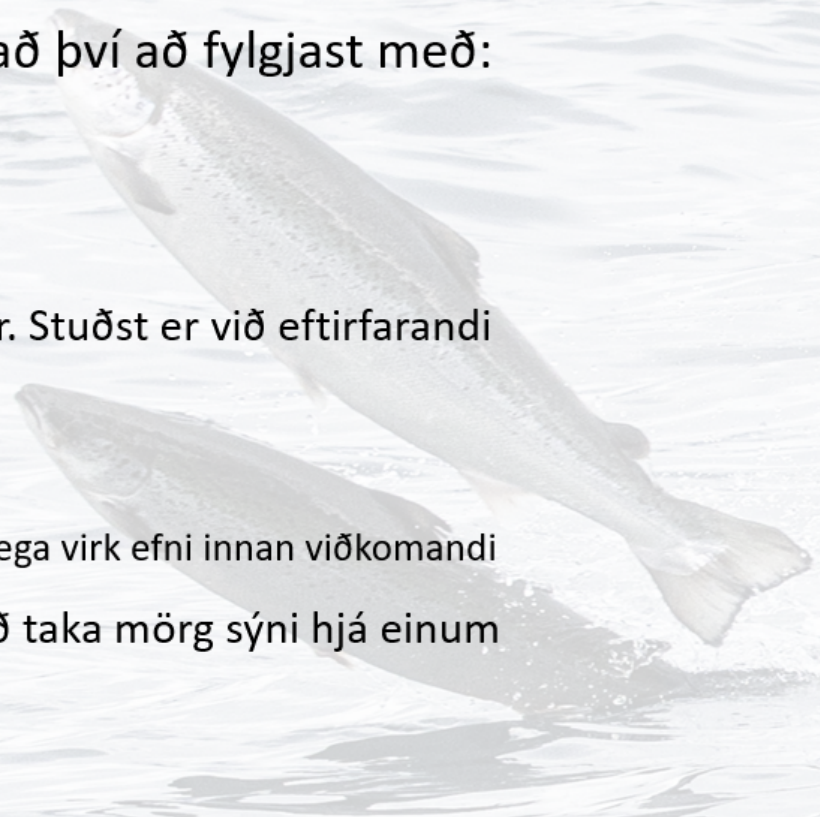 að því að fylgjast með:
r. Stuðst er við eftirfarandi
ega virk efni innan viðkomandi
ð taka mörg sýni hjá einum